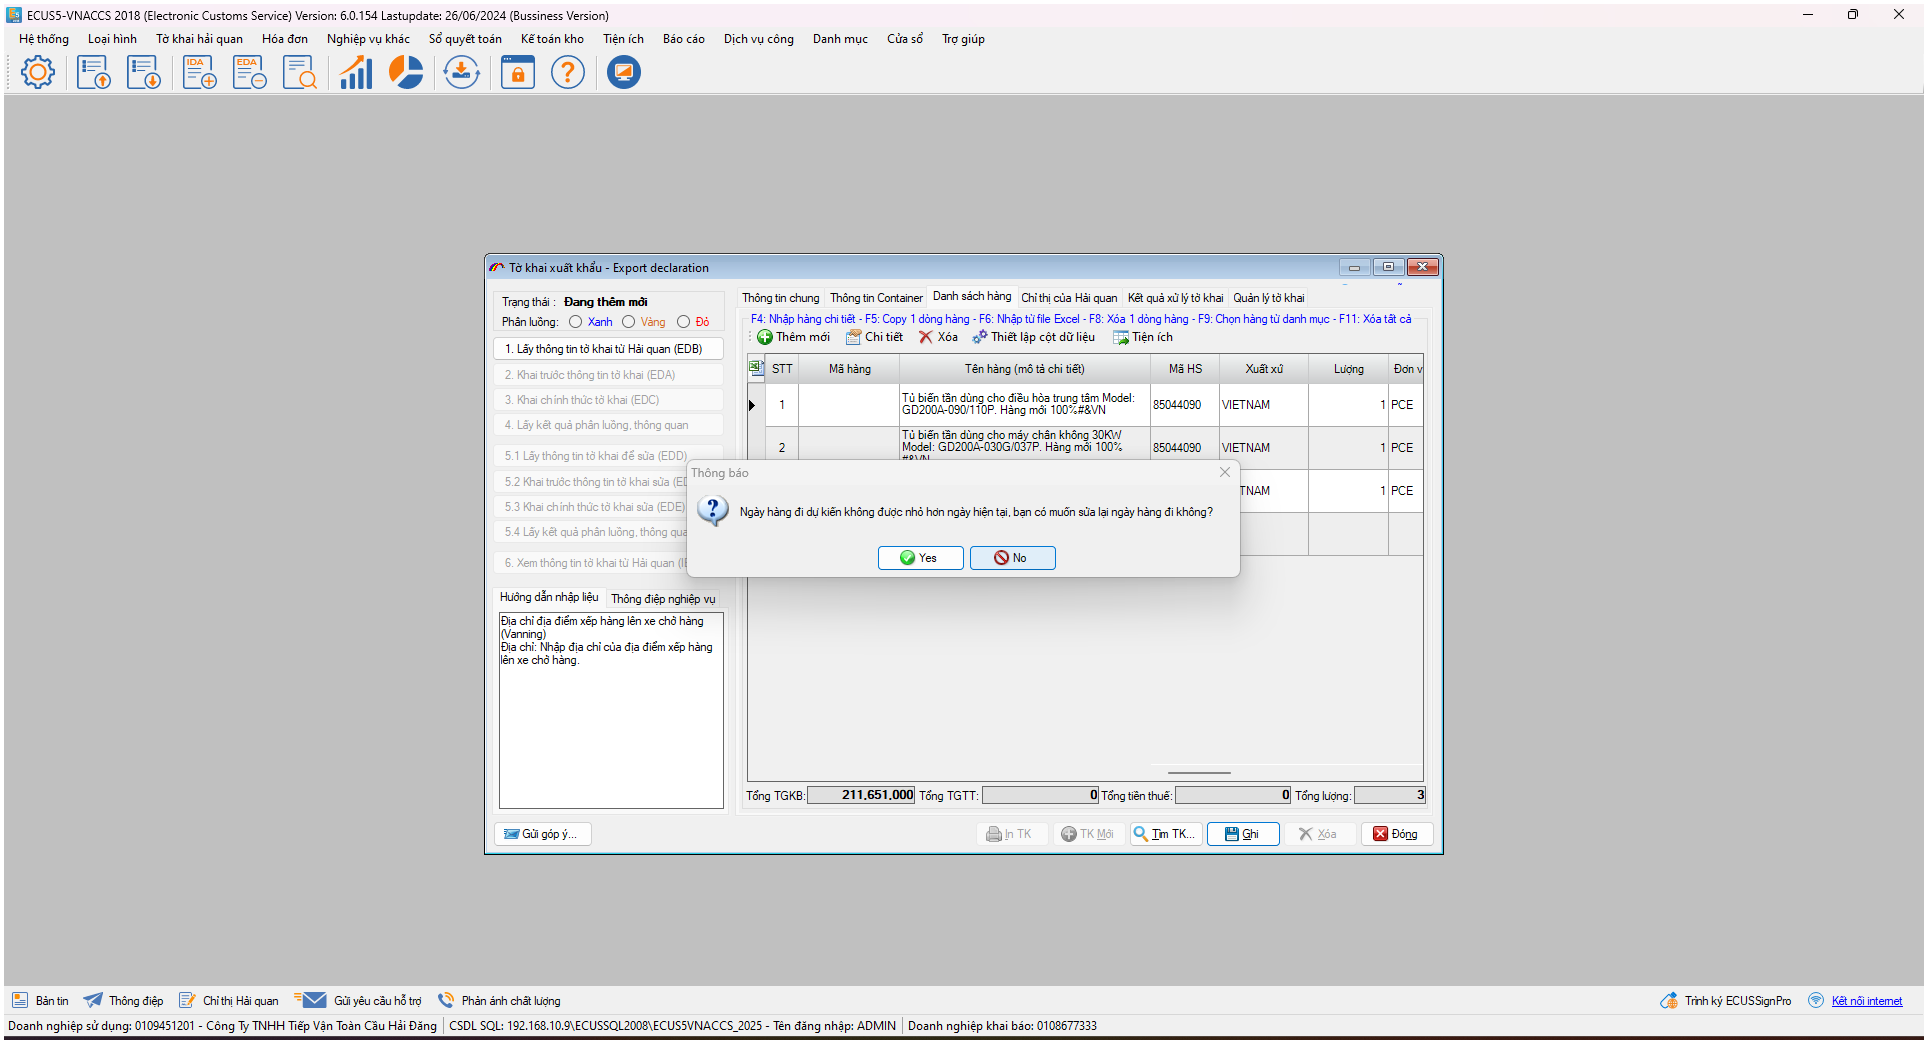 ECUS5-VNACCS 2018 (Electronic Customs Service) Version: 6.0.154 Lastupdate: 26/06/2024 (Bussiness Version)
Hệ thống Loại hình Tờ khai hải quan Hóa đơn Nghiệp vụ khác Sổ quyết toán Kế toán kho Tiện ích Báo cáo Dịch vụ công Danh mục Cửa sổ Trợ giúp
IDA EDA
Tờ khai xuất khẩu - Export declaration
Trạng thái : Đang thêm mới
Phân luồng: Xanh Vàng Đỏ
1. Lấy thông tin tờ khai từ Hải quan (EDB)
2. Khai trước thông tin tờ khai (EDA)
3. Khai chính thức tờ khai (EDC)
4. Lấy kết quả phân luồng, thông quan
5.1 Lấy thông tin tờ khai để sửa (EDD)
5.2 Khai trước thông tin tờ khai sửa (ED
5.3 Khai chính thức tờ khai sửa (EDE)
5.4 Lấy kết quả phân luồng, thông qua
6. Xem thông tin tờ khai từ Hải quan (I
Hướng dẫn nhập liệu Thông điệp nghiệp vụ
Địa chỉ địa điểm xếp hàng lên xe chở hàng
(Vanning)
Địa chỉ: Nhập địa chỉ của địa điểm xếp hàng
lên xe chở hàng.
Gửi góp ý...
Thông tin chung Thông tin Container Danh sách hàng Chỉ thị của Hải quan Kết quả xử lý tờ khai Quản lý tờ khai
F4: Nhập hàng chi tiết - F5: Copy 1 dòng hàng - F6: Nhập từ file Excel - F8: Xóa 1 dòng hàng - F9: Chọn hàng từ danh mục - F11: Xóa tất cả
Thêm mới Chi tiết Xóa Thiết lập cột dữ liệu Tiện ích
STT Mã hàng Tên hàng (mô tả chi tiết) Mã HS Xuất xứ Lượng Đơn v
1 Tủ biến tần dùng cho điều hòa trung tâm Model: GD200A-090/110P. Hàng mới 100%#&VN 85044090 VIETNAM 1 PCE
2 Tủ biến tần dùng cho máy chân không 30KW Model: GD200A-030G/037P. Hàng mới 100% #&VN 85044090 VIETNAM 1 PCE
TNAM 1 PCE
Thông báo
Ngày hàng đi dự kiến không được nhỏ hơn ngày hiện tại, bạn có muốn sửa lại ngày hàng đi không?
Yes No
Tổng TGKB: 211,651,000 Tổng TGTT: 0 Tổng tiền thuế: 0 Tổng lượng: 3
In TK TK Mới Tìm TK... Ghi Xóa Đóng
Bản tin Thông điệp Chỉ thị Hải quan Gửi yêu cầu hỗ trợ Phản ánh chất lượng Trình ký ECUSSignPro Kết nối internet
Doanh nghiệp sử dụng: 0109451201 - Công Ty TNHH Tiếp Vận Toàn Cầu Hải Đăng CSDL SQL: 192.168.10.9\ECUSSQL2008\ECUS5VNACCS_2025 - Tên đăng nhập: ADMIN Doanh nghiệp khai báo: 0108677333